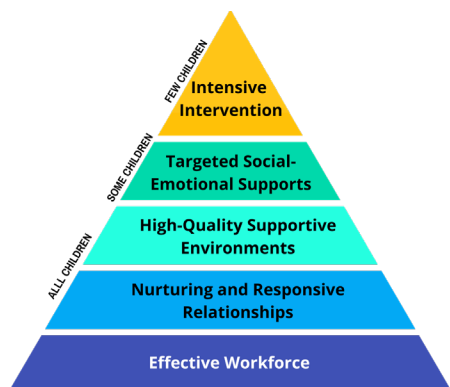 FEW CHILDREN
Intensive
Intervention
SOME CHILDREN
Targeted Social-
Emotional Supports
High-Quality Supportive
Environments
ALLL CHILDREN
Nurturing and Responsive
Relationships
Effective Workforce